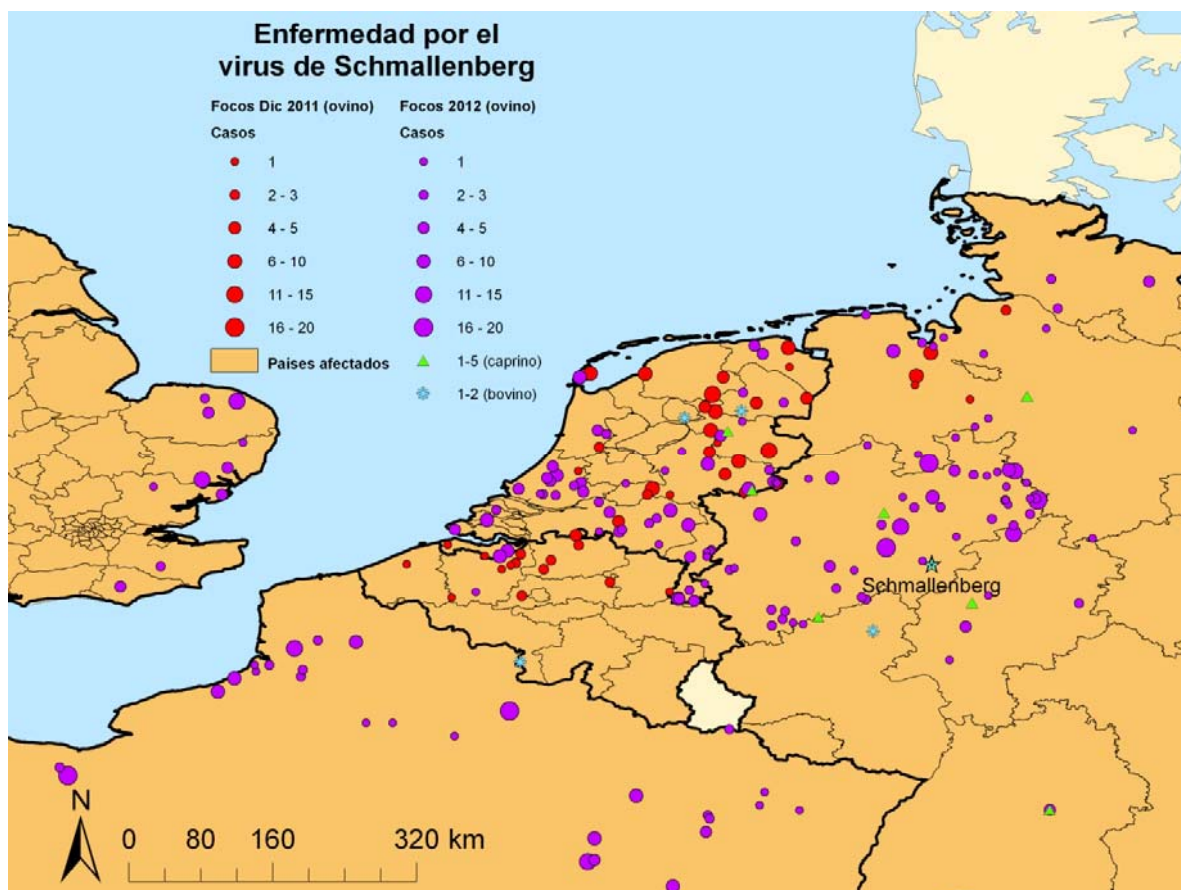 Enfermedad por el
virus de Schmallenberg
Focos Dic 2011 (ovino)
Casos
1
2 - 3
4 - 5
6 - 10
11 - 15
16 - 20
Paises afectados
Focos 2012 (ovino)
Casos
1
2 - 3
4 - 5
6 - 10
11 - 15
16 - 20
1-5 (caprino)
1-2 (bovino)
Schmallenberg
N
0 80 160 320 km